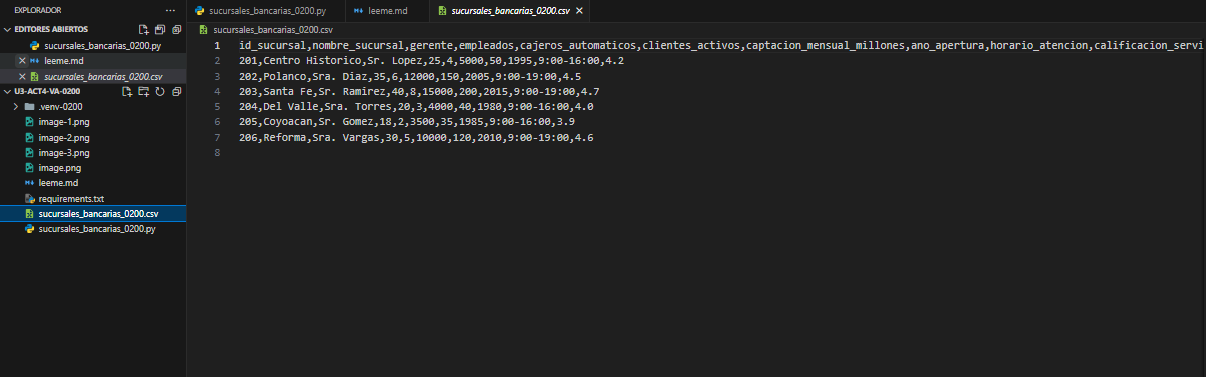 EXPLORADOR
EDITORES ABIERTOS
sucursales_bancarias_0200.py
leeme.md
sucursales_bancarias_0200.csv
U3-ACT4-VA-0200
.venv-0200
image-1.png
image-2.png
image-3.png
image.png
leeme.md
requirements.txt
sucursales_bancarias_0200.csv
sucursales_bancarias_0200.py
sucursales_bancarias_0200.py leeme.md sucursales_bancarias_0200.csv
sucursales_bancarias_0200.csv
1 id_sucursal,nombre_sucursal,gerente,empleados,cajeros_automaticos,clientes_activos,captacion_mensual_millones,ano_apertura,horario_atencion,calificacion_servi
2 201,Centro Historico,Sr. Lopez,25,4,5000,50,1995,9:00-16:00,4.2
3 202,Polanco,Sra. Diaz,35,6,12000,150,2005,9:00-19:00,4.5
4 203,Santa Fe,Sr. Ramirez,40,8,15000,200,2015,9:00-19:00,4.7
5 204,Del Valle,Sra. Torres,20,3,4000,40,1980,9:00-16:00,4.0
6 205,Coyoacan,Sr. Gomez,18,2,3500,35,1985,9:00-16:00,3.9
7 206,Reforma,Sra. Vargas,30,5,10000,120,2010,9:00-19:00,4.6
8